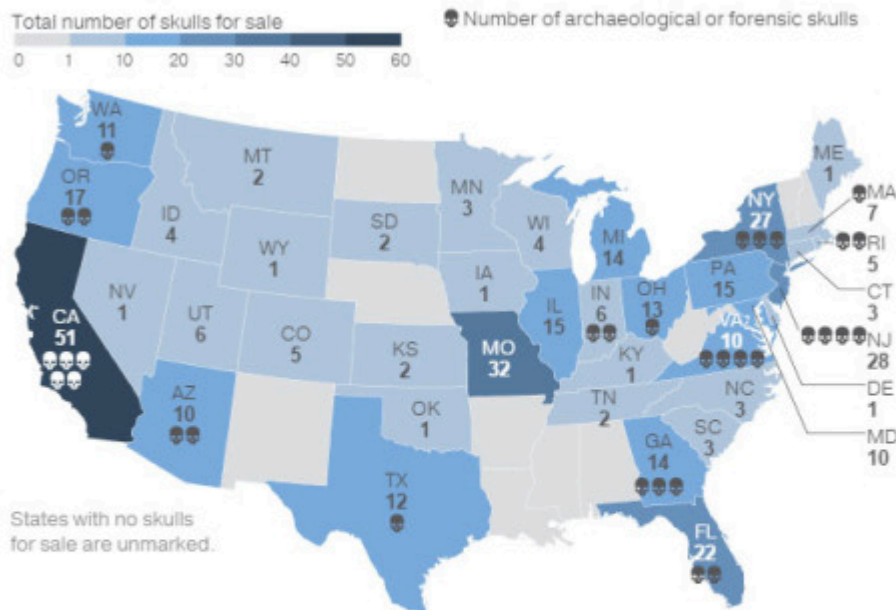 Total number of skulls for sale
0 1 10 20 30 40 50 60
Number of archaeological or forensic skulls
WA
11
OR
17
CA
51
ID
4
NV
1
MT
2
WY
1
UT
6
AZ
10
CO
5
SD
2
KS
2
OK
1
TX
12
MN
3
IA
1
MO
32
WI
4
IL
15
MI
14
IN
6
OH
13
KY
1
TN
2
GA
14
FL
22
SC
3
NC
3
VA
10
PA
15
NY
27
ME
1
MA
7
RI
5
CT
3
NJ
28
DE
1
MD
10
States with no skulls
for sale are unmarked.